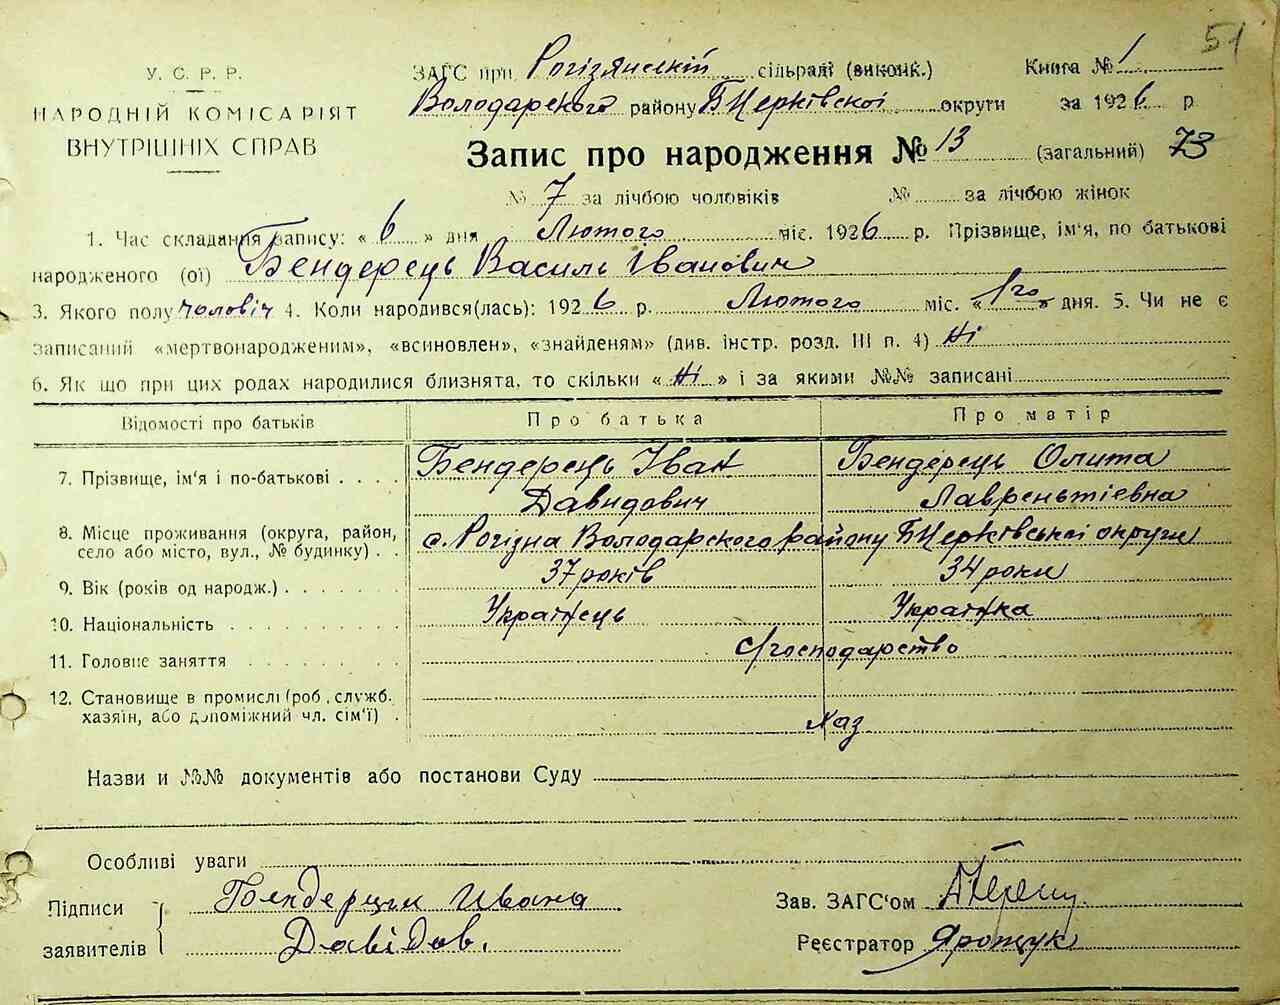 51
У. С. Р. Р.
НАРОДНІЙ КОМІСАРІЯТ
ВНУТРІШНІХ СПРАВ
ЗАГС при Рогізянській сільраді (виконк.) Книга № 1
Володарского району БЦерківскої округи за 1926 р
Запис про народження № 13 (загальний) 73
№ 7 за лічбою чоловіків № за лічбою жінок
1. Час складання запису: « 6 » дня Лютого міс. 1926 р. Прізвище, ім'я, по батькові
народженого (ої) Бендерець Василь Іванович
3. Якого полу чоловіч 4. Коли народився(лась): 1926 р. Лютого міс. « 1го » дня. 5. Чи не є
записаний «мертвонародженим», «всиновлен», «знайденям» (див. інстр. розд. III п. 4) Ні
6. Як що при цих родах народилися близнята, то скільки « Ні » і за якими №№ записані
Відомості про батьків Про батька Про матір
7. Прізвище, ім'я і по-батькові . . . . Бендерець Іван Давидович Бендерець Олита Лавреньтіевна
8. Місце проживання (округа, район, село або місто, вул., № будинку) . . с. Рогізна Володарского району БЦерківської округи
9. Вік (років од народж.) . . . . . . . 37 років 34 роки
10. Національність . . . . . . . . . . Українець Українка
11. Головне заняття . . . . . . . . . с/господарство
12. Становище в промислі (роб., служб. хазяїн, або допоміжний чл. сім'ї) . Хаз
Назви и №№ документів або постанови Суду
Особливі уваги
Підписи заявителів Ивана Давідов.
Зав. ЗАГС'ом
Реєстратор Ярощук